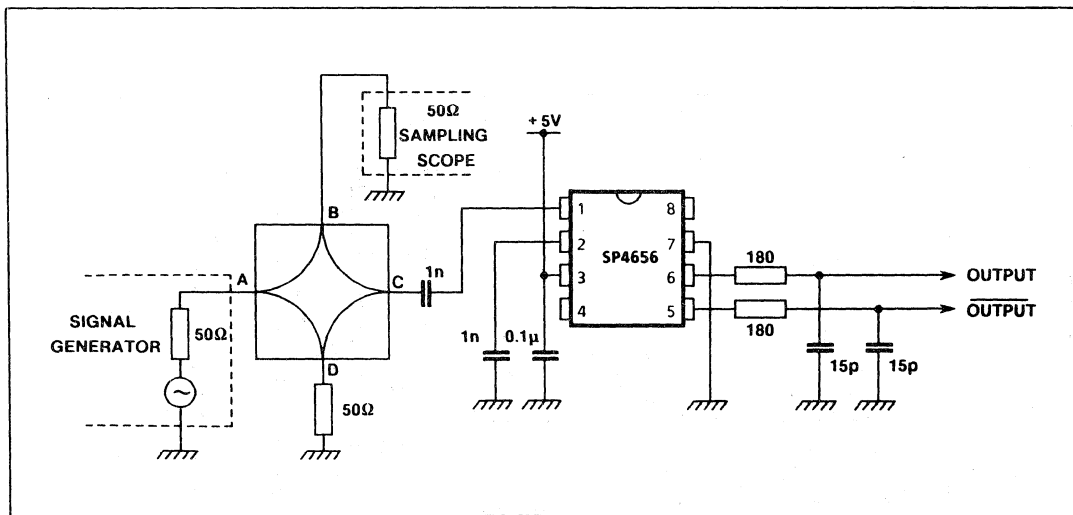 50Ω
SAMPLING
SCOPE
+ 5V
B
1 8
2 7
SP4656
3 6
4 5
180
180
OUTPUT
OUTPUT
A
C
1n
SIGNAL
GENERATOR
50Ω
D
50Ω
1n
0.1μ
15p
15p